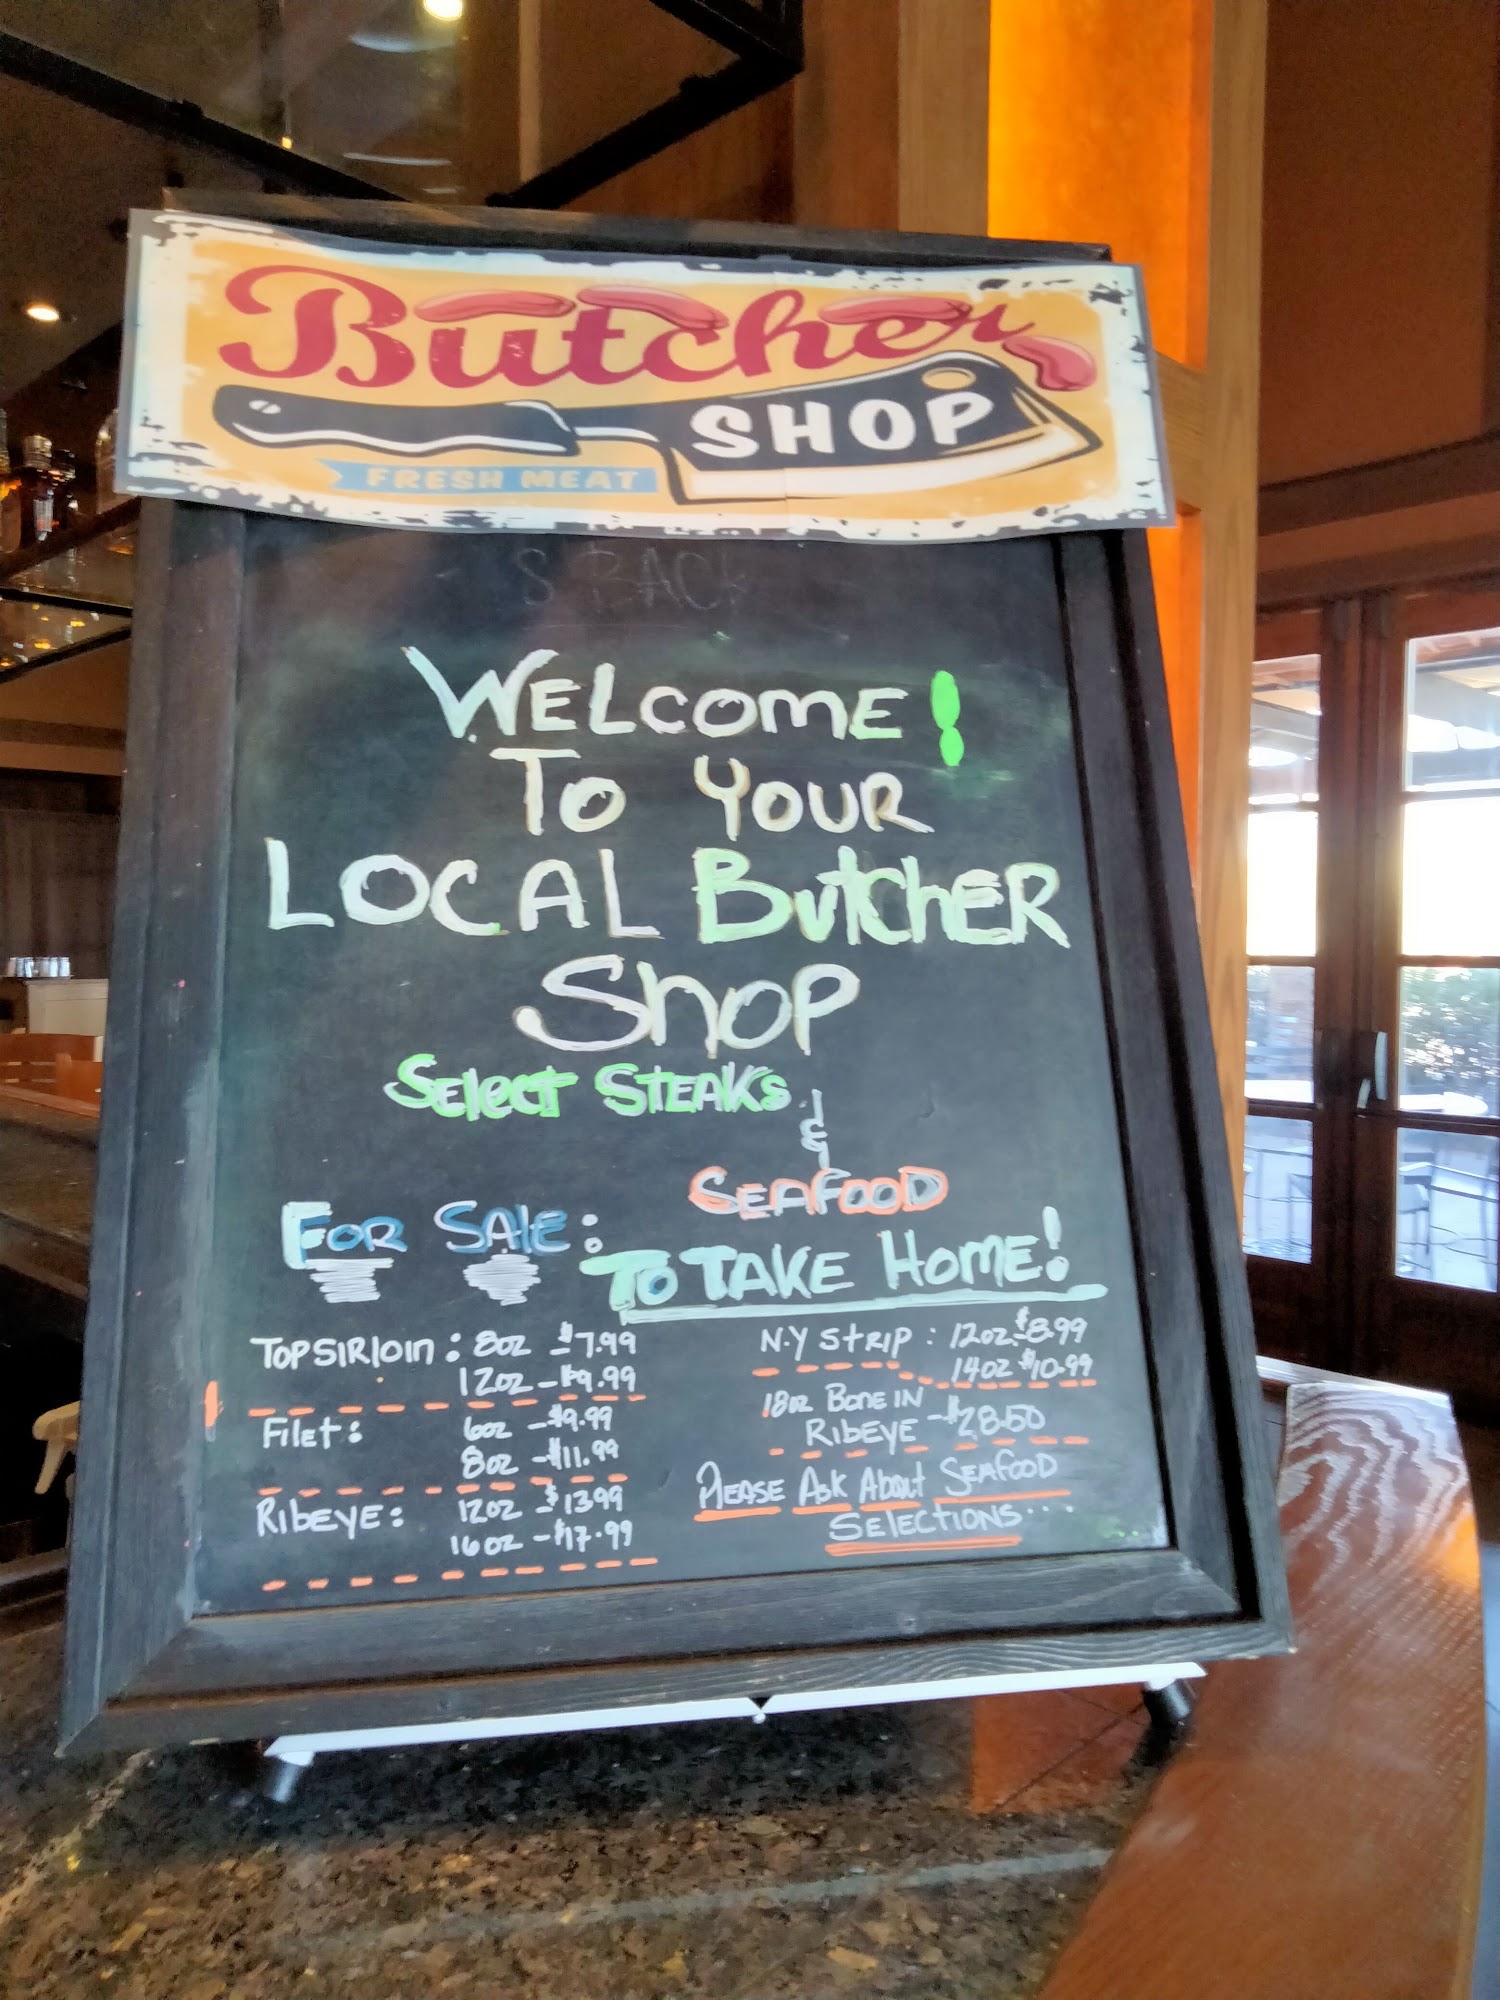 Butcher
SHOP
FRESH MEAT
S BACK
WELCOME!
To YOUR
LOCAL ButcHER
SHOP
SElect STEAKs
&
SEAFOOD
FOR SAlE:
To TAKE HOME!
TOPSIRloin: 8oz - $7.99
12oz - $9.99
Filet: 6oz - $9.99
8oz - $11.99
RibEYE: 12oz - $13.99
16oz - $17.99
N.Y StRIP: 12oz - $8.99
14oz $10.99
18oz BONE IN
RibEYE - $28.50
PLEASE Ask About SEAFOOD
SELECTIONS....